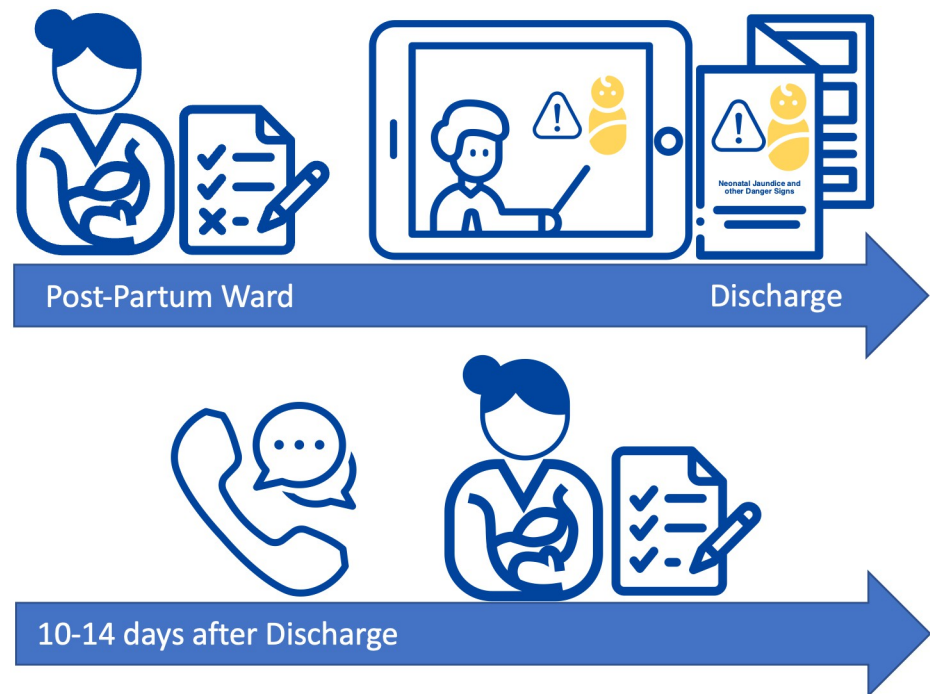 Neonatal Jaundice and
other Danger Signs
Post-Partum Ward
Discharge
10-14 days after Discharge